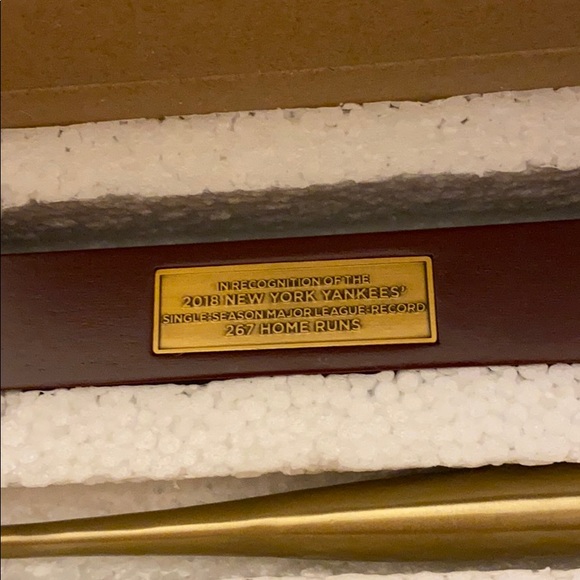 IN RECOGNITION OF THE
2018 NEW YORK YANKEES'
SINGLE-SEASON MAJOR LEAGUE RECORD
267 HOME RUNS